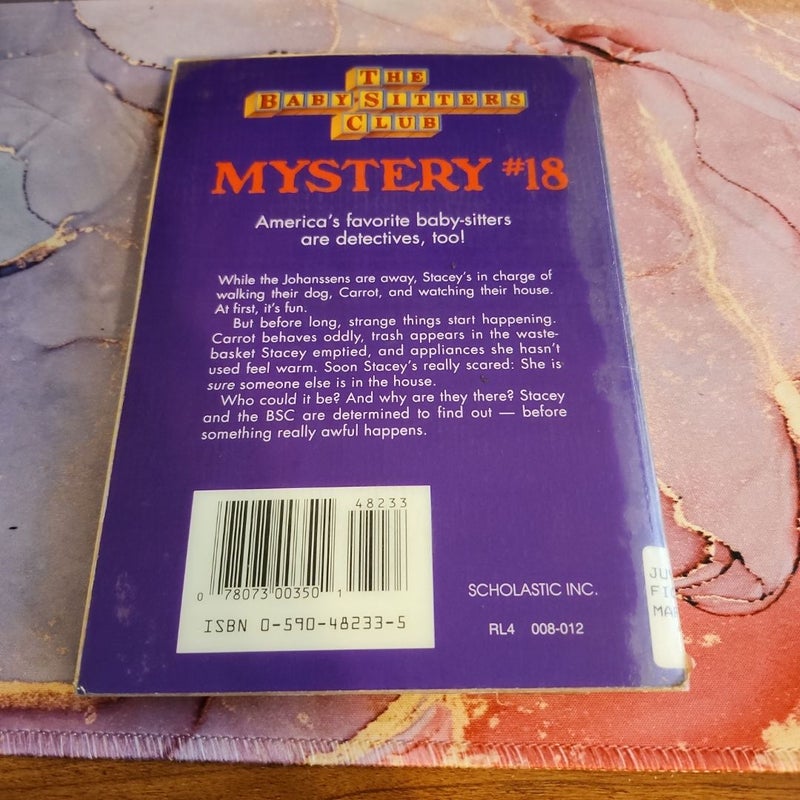 THE
BABY-SITTERS
CLUB
MYSTERY #18
America's favorite baby-sitters
are detectives, too!
While the Johanssens are away, Stacey's in charge of
walking their dog, Carrot, and watching their house.
At first, it's fun.
But before long, strange things start happening.
Carrot behaves oddly, trash appears in the waste-
basket Stacey emptied, and appliances she hasn't
used feel warm. Soon Stacey's really scared: She is
sure someone else is in the house.
Who could it be? And why are they there? Stacey
and the BSC are determined to find out — before
something really awful happens.
48233
0 78073 00350 1
ISBN 0-590-48233-5
SCHOLASTIC INC.
RL4 008-012
JU
FI
MA